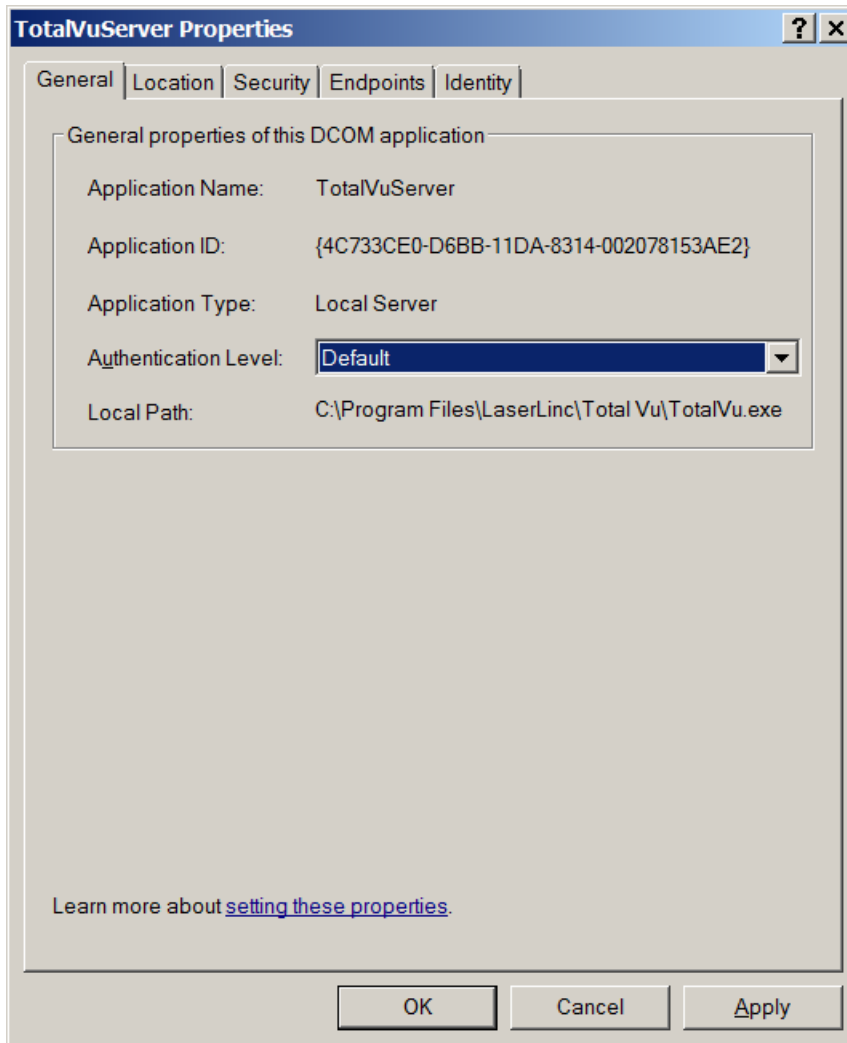 TotalVuServer Properties
General Location Security Endpoints Identity
General properties of this DCOM application
Application Name: TotalVuServer
Application ID: {4C733CE0-D6BB-11DA-8314-002078153AE2}
Application Type: Local Server
Authentication Level: Default
Local Path: C:\Program Files\LaserLinc\Total Vu\TotalVu.exe
Learn more about setting these properties.
OK Cancel Apply